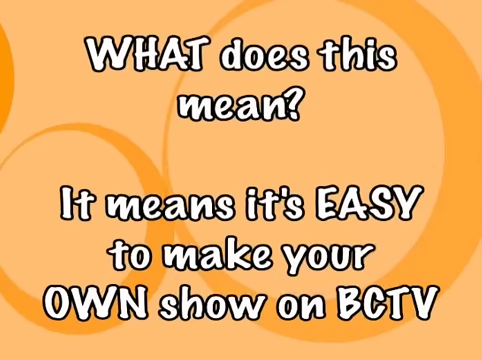 WHAT does this
mean?
It means it's EASY
to make your
OWN show on BCTV